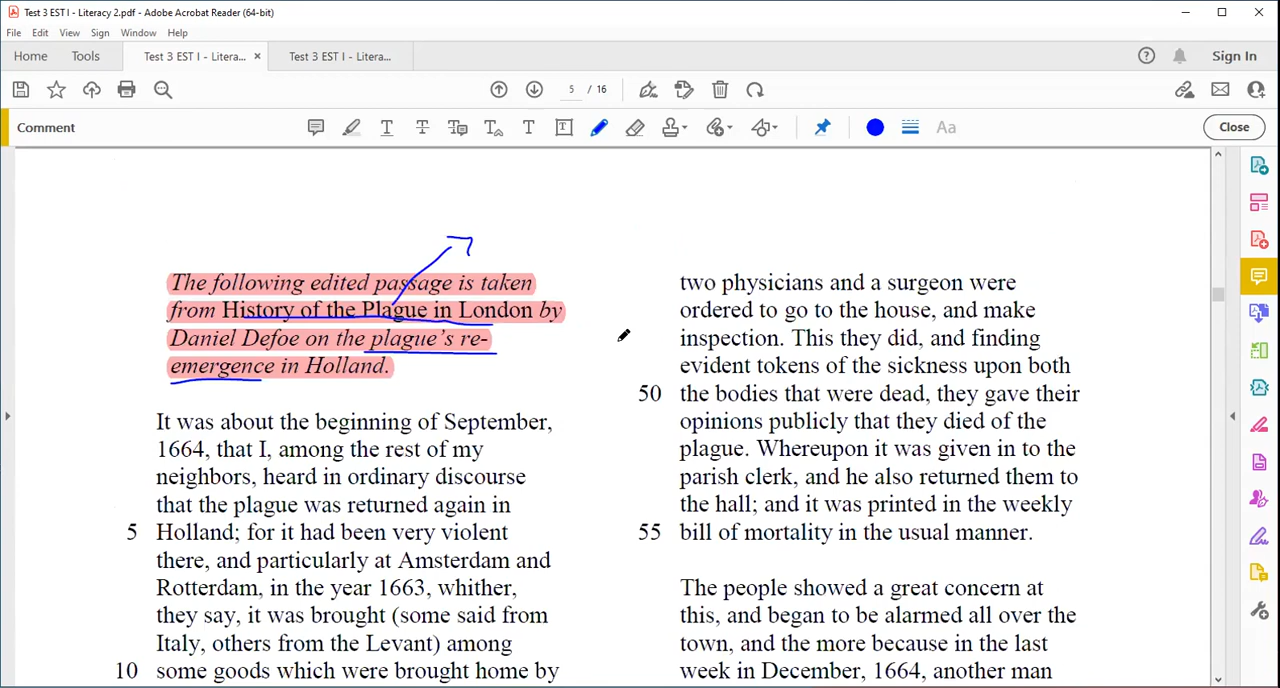 Test 3 EST I - Literacy 2.pdf - Adobe Acrobat Reader (64-bit)
File Edit View Sign Window Help
Home Tools Test 3 EST I - Litera... × Test 3 EST I - Litera... Sign In
5 / 16
Comment Aa Close
The following edited passage is taken
from History of the Plague in London by
Daniel Defoe on the plague's re-
emergence in Holland.
It was about the beginning of September,
1664, that I, among the rest of my
neighbors, heard in ordinary discourse
that the plague was returned again in
5 Holland; for it had been very violent
there, and particularly at Amsterdam and
Rotterdam, in the year 1663, whither,
they say, it was brought (some said from
Italy, others from the Levant) among
10 some goods which were brought home by
two physicians and a surgeon were
ordered to go to the house, and make
inspection. This they did, and finding
evident tokens of the sickness upon both
50 the bodies that were dead, they gave their
opinions publicly that they died of the
plague. Whereupon it was given in to the
parish clerk, and he also returned them to
the hall; and it was printed in the weekly
55 bill of mortality in the usual manner.
The people showed a great concern at
this, and began to be alarmed all over the
town, and the more because in the last
week in December, 1664, another man